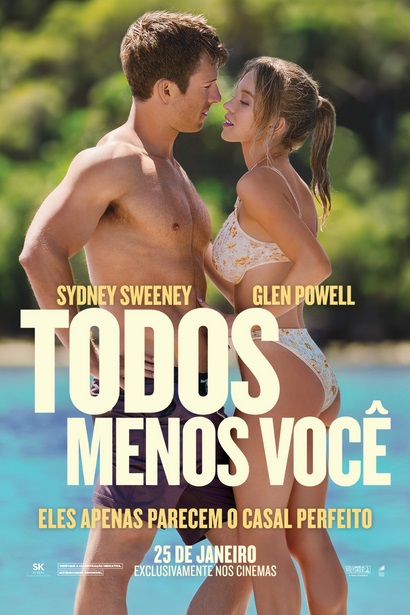 SYDNEY SWEENEY GLEN POWELL
TODOS
MENOS VOCÊ
ELES APENAS PARECEM O CASAL PERFEITO
25 DE JANEIRO
EXCLUSIVAMENTE NOS CINEMAS
SK